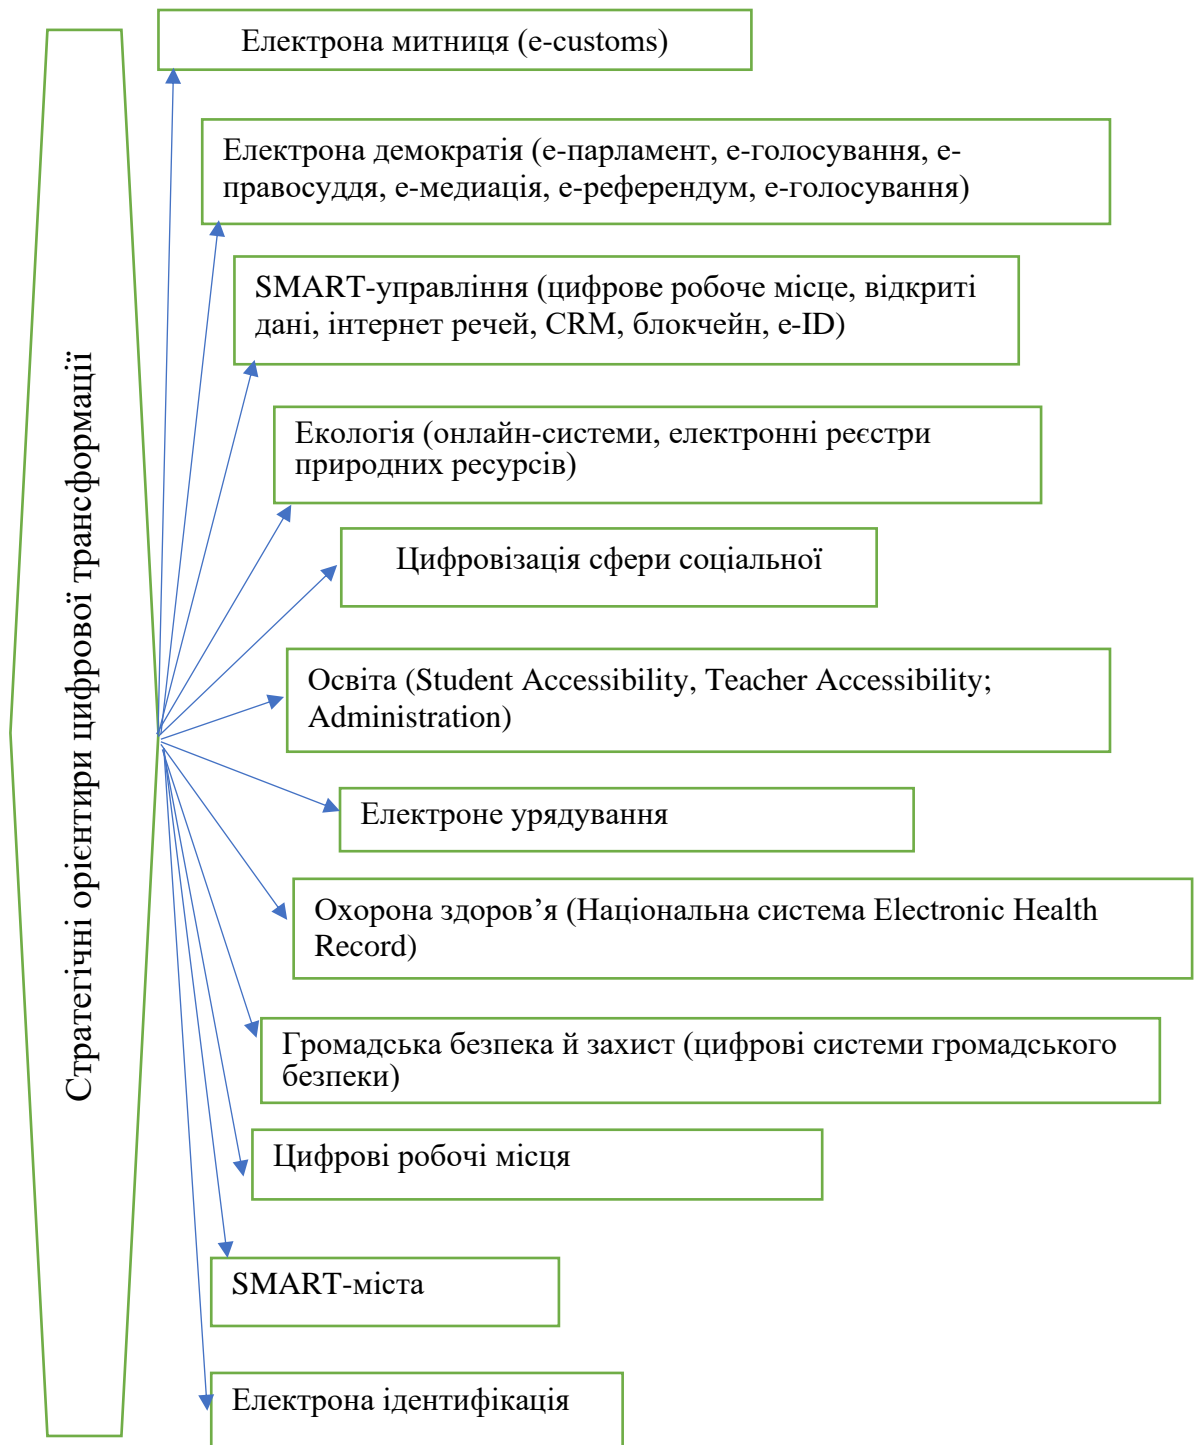 Стратегічні орієнтири цифрової трансформації
Електрона митниця (e-customs)
Електрона демократія (е-парламент, е-голосування, е-
правосуддя, е-медиація, е-референдум, е-голосування)
SMART-управління (цифрове робоче місце, відкриті
дані, інтернет речей, CRM, блокчейн, e-ID)
Екологія (онлайн-системи, електронні реєстри
природних ресурсів)
Цифровізація сфери соціальної
Освіта (Student Accessibility, Teacher Accessibility;
Administration)
Електроне урядування
Охорона здоров’я (Національна система Electronic Health
Record)
Громадська безпека й захист (цифрові системи громадського
безпеки)
Цифрові робочі місця
SMART-міста
Електрона ідентифікація